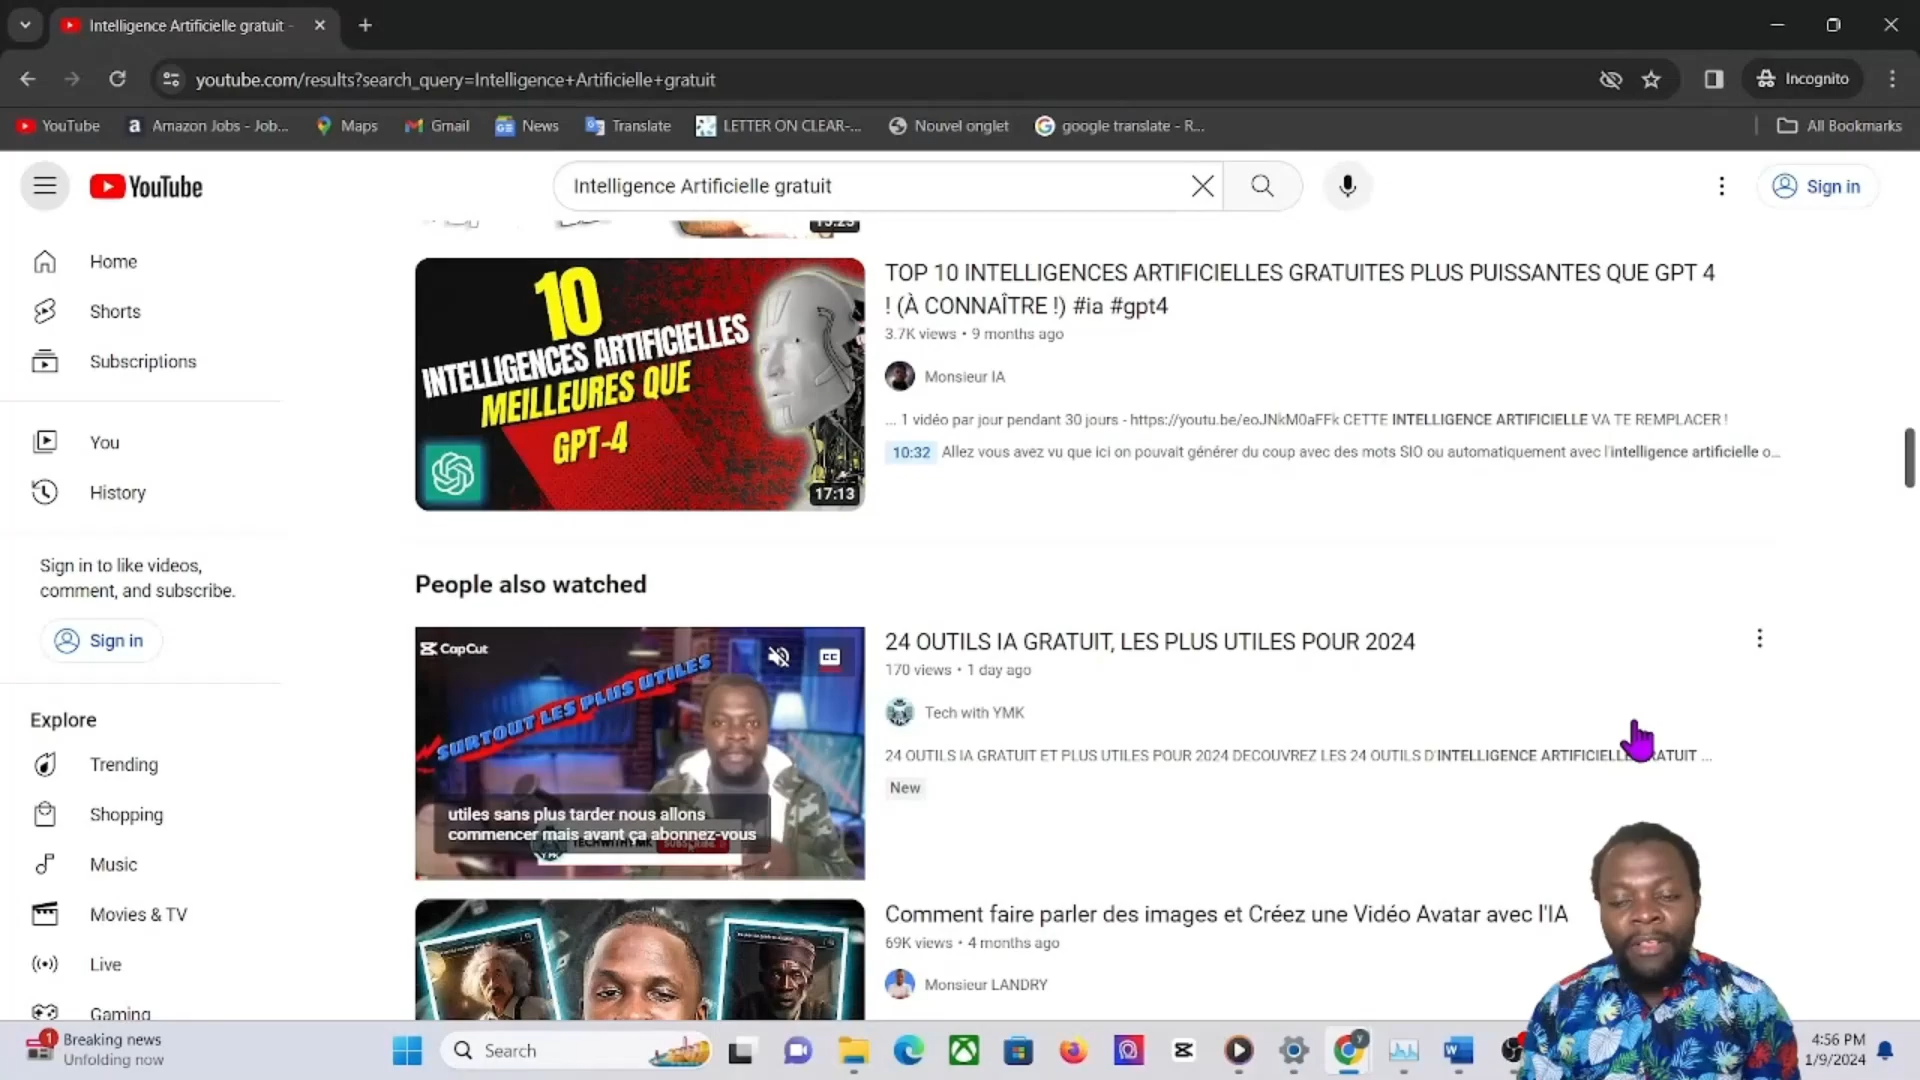 Intelligence Artificielle gratuit -
youtube.com/results?search_query=Intelligence+Artificielle+gratuit
Incognito
YouTube
Amazon Jobs - Job...
Maps
Gmail
News
Translate
LETTER ON CLEAR-...
Nouvel onglet
google translate - R...
All Bookmarks
YouTube
Intelligence Artificielle gratuit
Sign in
Home
Shorts
Subscriptions
You
History
Sign in to like videos,
comment, and subscribe.
Sign in
Explore
Trending
Shopping
Music
Movies & TV
Live
Gaming
10
INTELLIGENCES ARTIFICIELLES
MEILLEURES QUE
GPT-4
17:13
TOP 10 INTELLIGENCES ARTIFICIELLES GRATUITES PLUS PUISSANTES QUE GPT 4
! (À CONNAÎTRE !) #ia #gpt4
3.7K views • 9 months ago
Monsieur IA
... 1 vidéo par jour pendant 30 jours - https://youtu.be/eoJNkM0aFFk CETTE INTELLIGENCE ARTIFICIELLE VA TE REMPLACER !
10:32 Allez vous avez vu que ici on pouvait générer du coup avec des mots SIO ou automatiquement avec l'intelligence artificielle o...
People also watched
CapCut
CC
SURTOUT LES PLUS UTILES
utiles sans plus tarder nous allons
commencer mais avant ça abonnez-vous
TECHWITHYMK
SUBSCRIBE
24 OUTILS IA GRATUIT, LES PLUS UTILES POUR 2024
170 views • 1 day ago
Tech with YMK
24 OUTILS IA GRATUIT ET PLUS UTILES POUR 2024 DECOUVREZ LES 24 OUTILS D'INTELLIGENCE ARTIFICIELLE GRATUIT ...
New
Comment faire parler des images et Créez une Vidéo Avatar avec l'IA
69K views • 4 months ago
Monsieur LANDRY
1
Breaking news
Unfolding now
Search
4:56 PM
1/9/2024